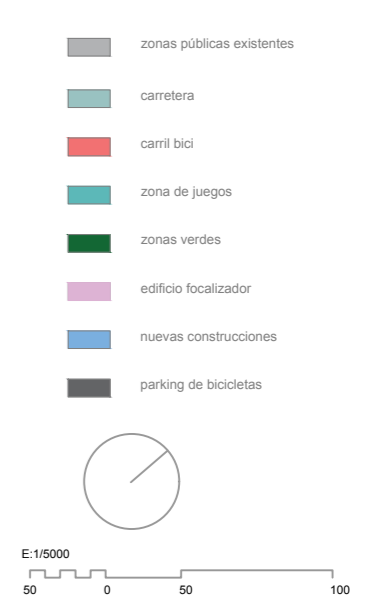 zonas públicas existentes
carretera
carril bici
zona de juegos
zonas verdes
edificio focalizador
nuevas construcciones
parking de bicicletas
E:1/5000
50 0 50 100